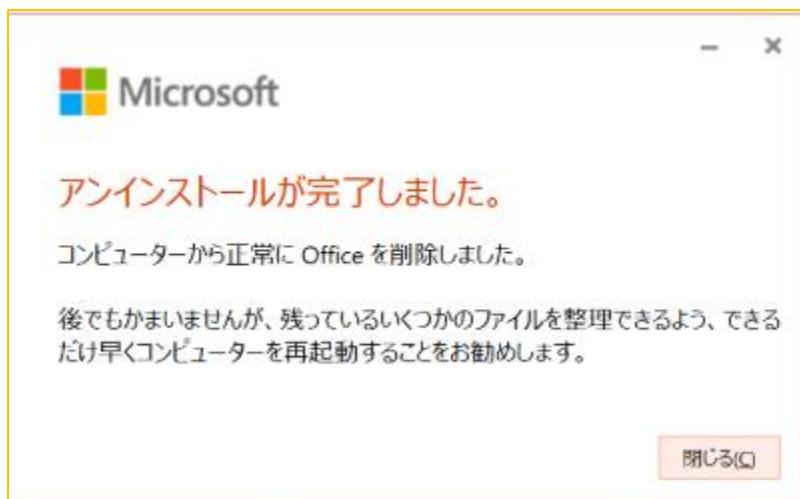 Microsoft
アンインストールが完了しました。
コンピューターから正常に Office を削除しました。
後でもかまいませんが、残っているいくつかのファイルを整理できるよう、できる
だけ早くコンピューターを再起動することをお勧めします。
閉じる(C)